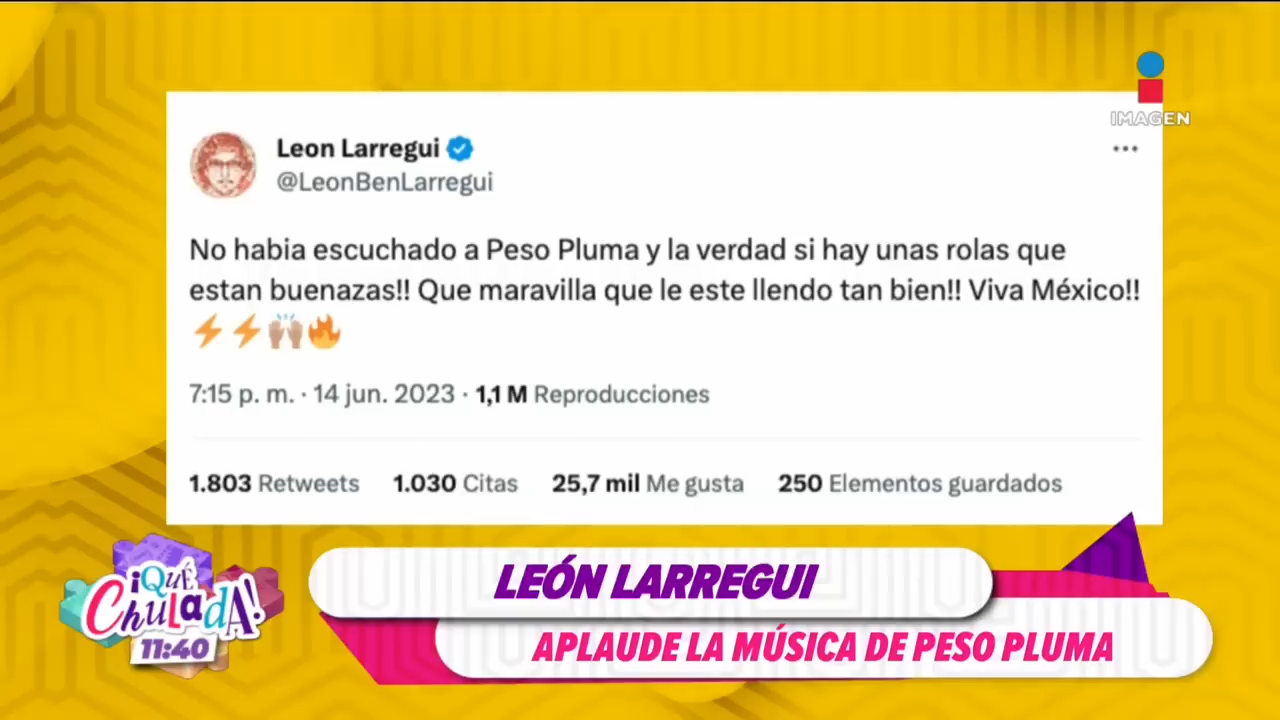 IMAGEN
Leon Larregui
@LeonBenLarregui
No habia escuchado a Peso Pluma y la verdad si hay unas rolas que
estan buenazas!! Que maravilla que le este llendo tan bien!! Viva México!!
⚡⚡🙌🏽🔥
7:15 p. m. · 14 jun. 2023 · 1,1 M Reproducciones
1.803 Retweets 1.030 Citas 25,7 mil Me gusta 250 Elementos guardados
¡QUÉ
CHULADA!
11:40
LEÓN LARREGUI
APLAUDE LA MÚSICA DE PESO PLUMA